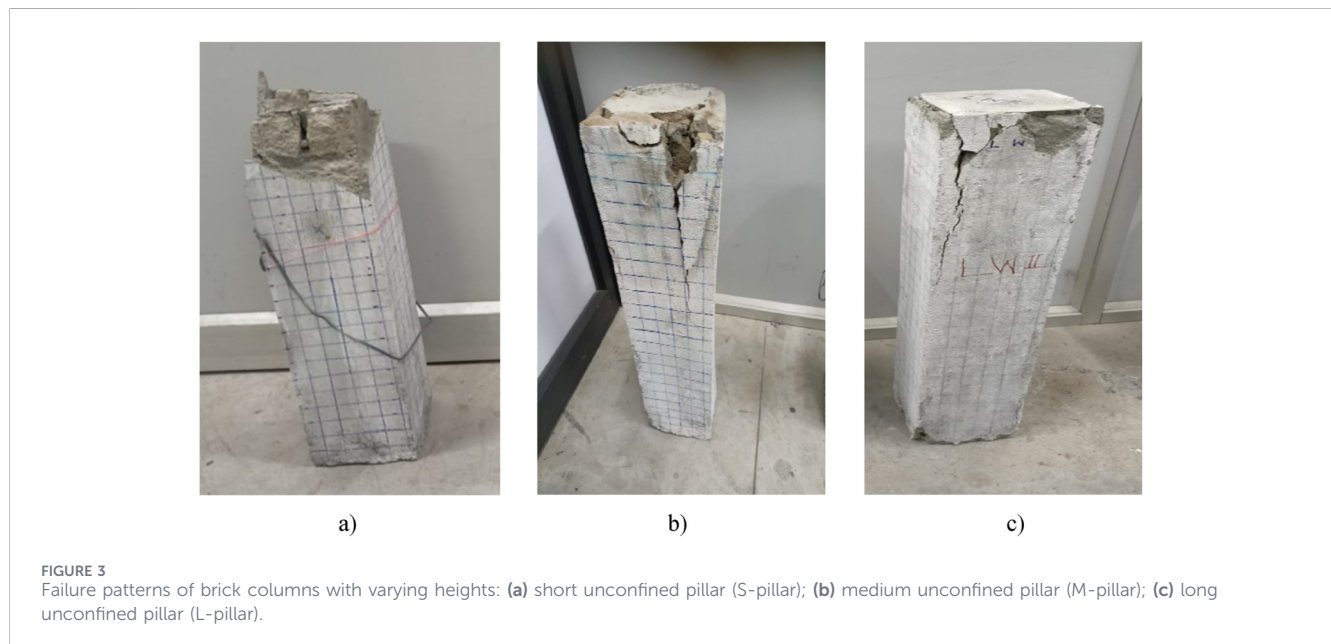 L W
L W II
a)
b)
c)
FIGURE 3
Failure patterns of brick columns with varying heights: (a) short unconfined pillar (S-pillar); (b) medium unconfined pillar (M-pillar); (c) long
unconfined pillar (L-pillar).